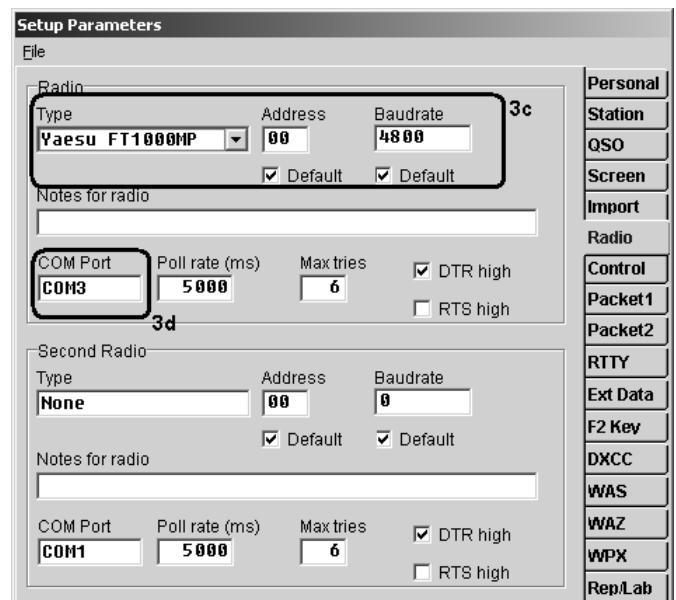 Setup Parameters
File
Radio
Type Address Baudrate 3c
Yaesu FT1000MP 00 4800
Default Default
Notes for radio
COM Port Poll rate (ms) Max tries DTR high
COM3 5000 6
RTS high
3d
Second Radio
Type Address Baudrate
None 00 0
Default Default
Notes for radio
COM Port Poll rate (ms) Max tries DTR high
COM1 5000 6
RTS high
Personal
Station
QSO
Screen
Import
Radio
Control
Packet1
Packet2
RTTY
Ext Data
F2 Key
DXCC
WAS
WAZ
WPX
Rep/Lab